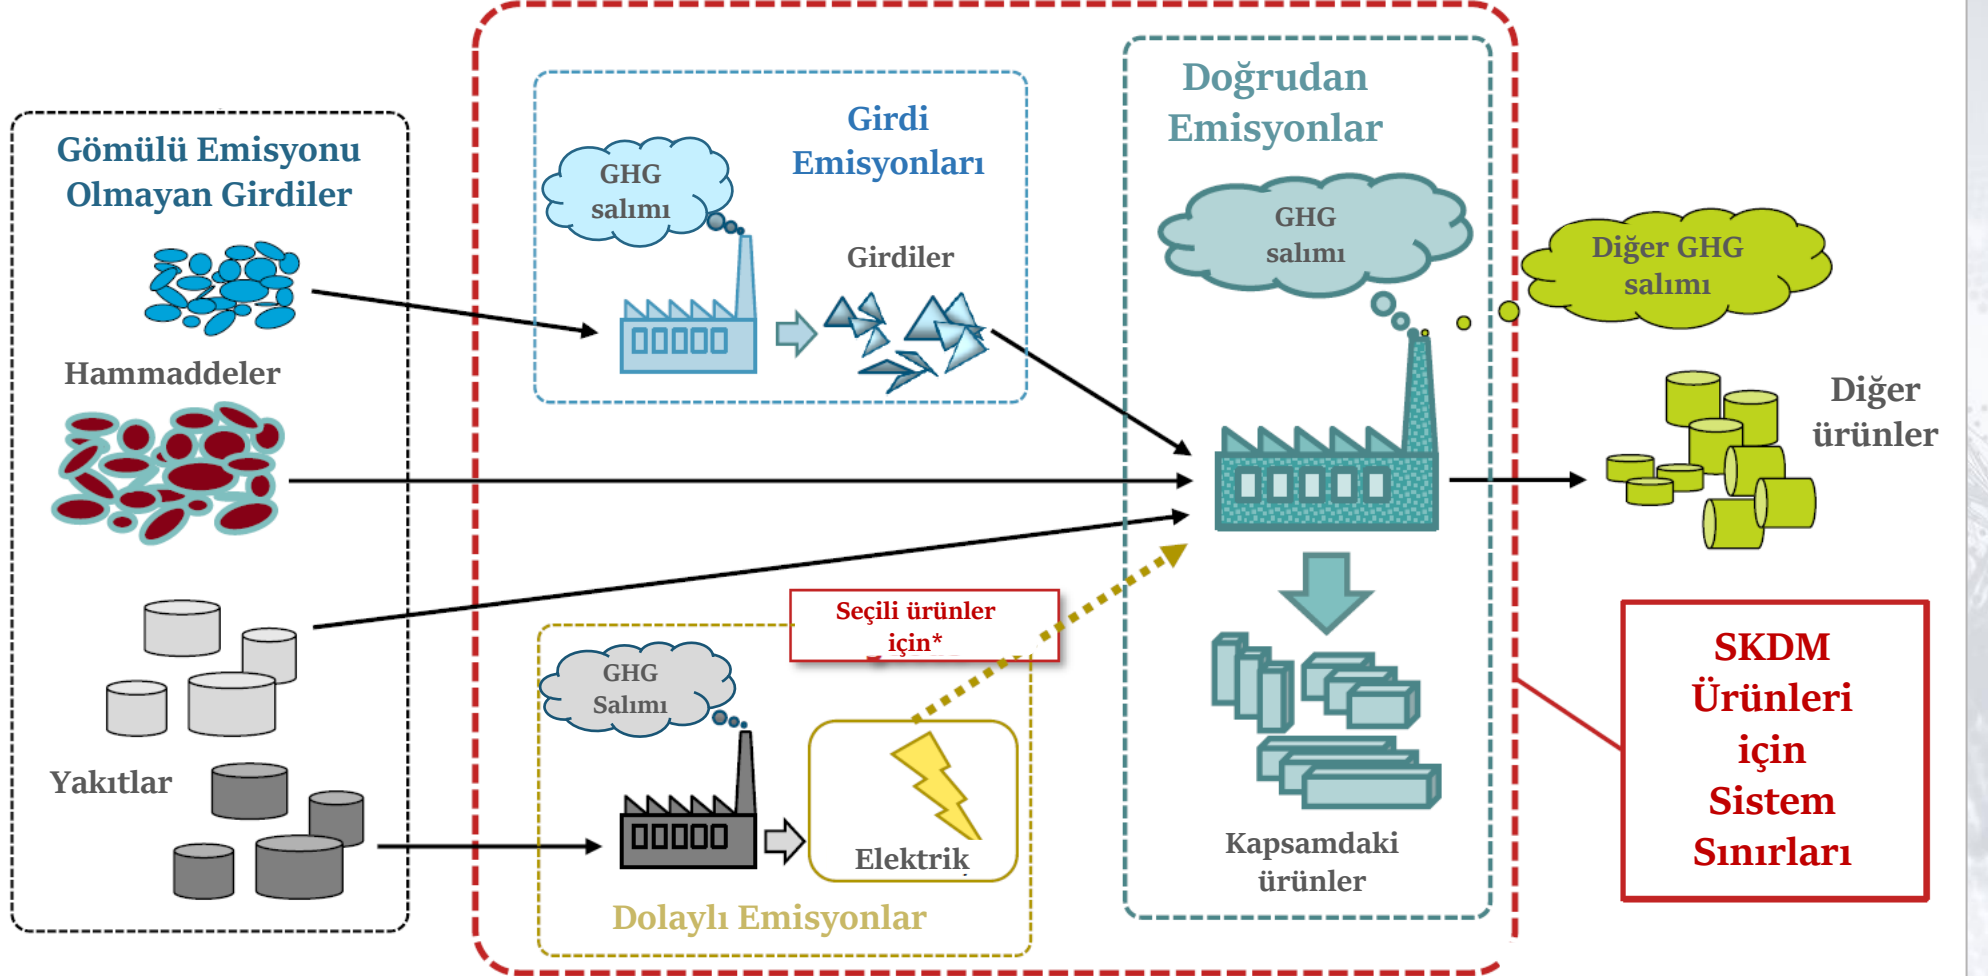 Gömülü Emisyonu
Olmayan Girdiler
Hammaddeler
Yakıtlar
Girdi
Emisyonları
GHG
salımı
Girdiler
Seçili ürünler
için*
GHG
Salımı
Elektrik
Dolaylı Emisyonlar
Doğrudan
Emisyonlar
GHG
salımı
Kapsamdaki
ürünler
Diğer GHG
salımı
Diğer
ürünler
SKDM
Ürünleri
için
Sistem
Sınırları